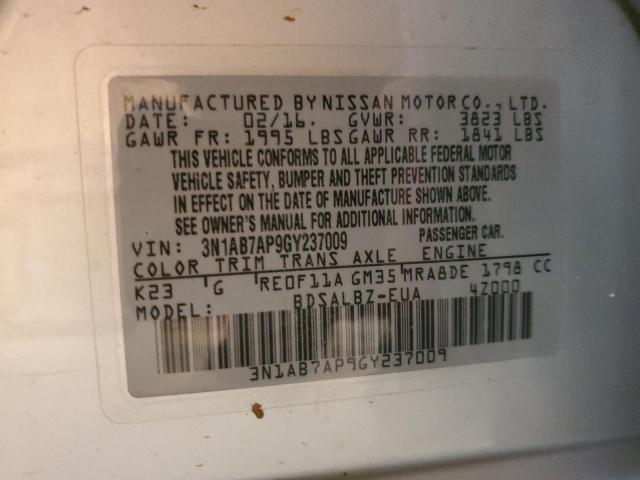 MANUFACTURED BY NISSAN MOTOR CO., LTD.
DATE: 02/16. GVWR: 3823 LBS
GAWR FR: 1995 LBS GAWR RR: 1841 LBS
THIS VEHICLE CONFORMS TO ALL APPLICABLE FEDERAL MOTOR
VEHICLE SAFETY, BUMPER AND THEFT PREVENTION STANDARDS
IN EFFECT ON THE DATE OF MANUFACTURE SHOWN ABOVE.
SEE OWNER'S MANUAL FOR ADDITIONAL INFORMATION.
VIN: 3N1AB7AP9GY237009 PASSENGER CAR.
COLOR TRIM TRANS AXLE ENGINE
K23 'G RE0F11A GM35 MRA8DE 1798 CC
MODEL: BDSALBZ-EUA 4Z000
3N1AB7AP9GY237009